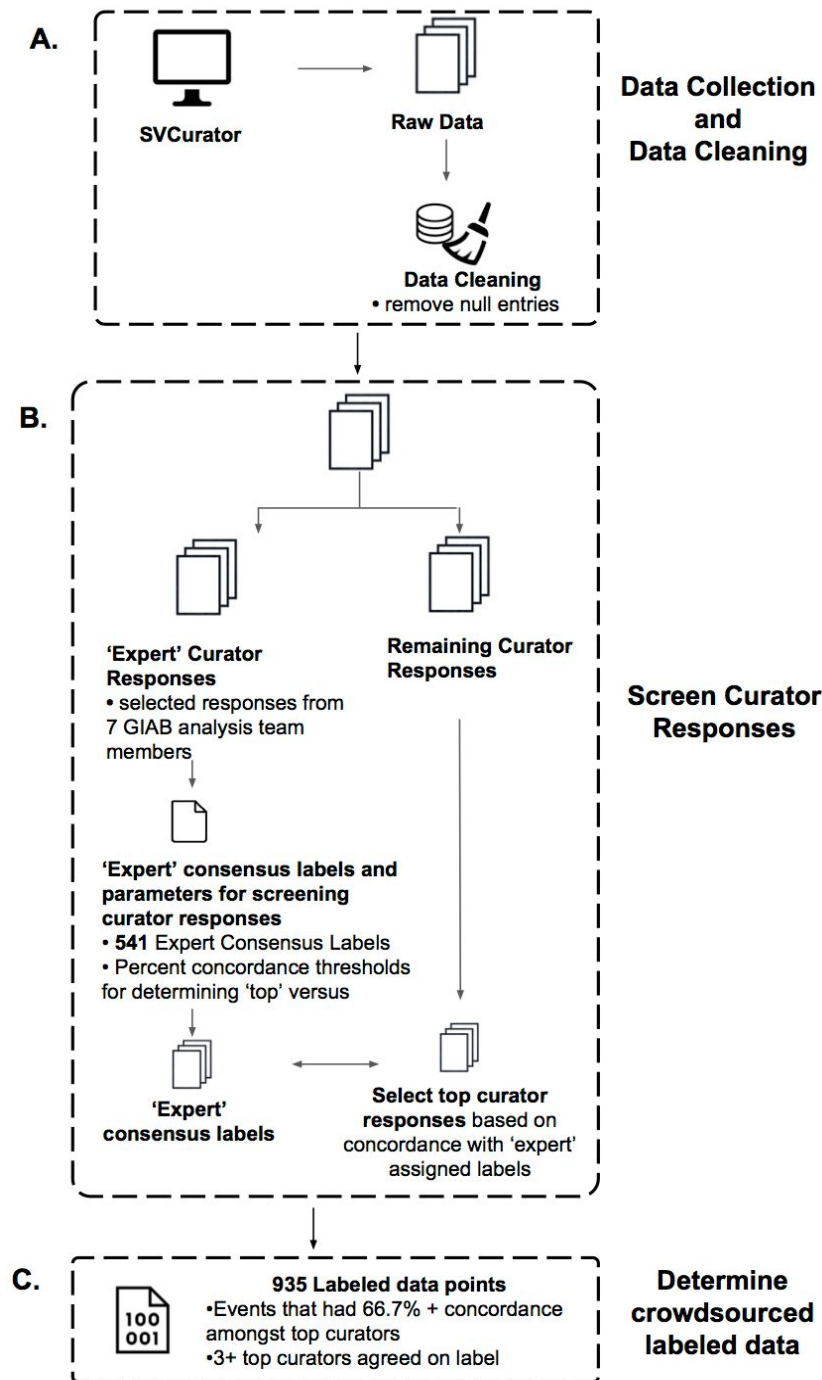 A.
SVCurator
Raw Data
Data Cleaning
• remove null entries
Data Collection
and
Data Cleaning
B.
‘Expert’ Curator
Responses
• selected responses from
7 GIAB analysis team
members
Remaining Curator
Responses
‘Expert’ consensus labels and
parameters for screening
curator responses
• 541 Expert Consensus Labels
• Percent concordance thresholds
for determining ‘top’ versus
‘Expert’
consensus labels
Select top curator
responses based on
concordance with ‘expert’
assigned labels
Screen Curator
Responses
C.
100
001
935 Labeled data points
•Events that had 66.7% + concordance
amongst top curators
•3+ top curators agreed on label
Determine
crowdsourced
labeled data